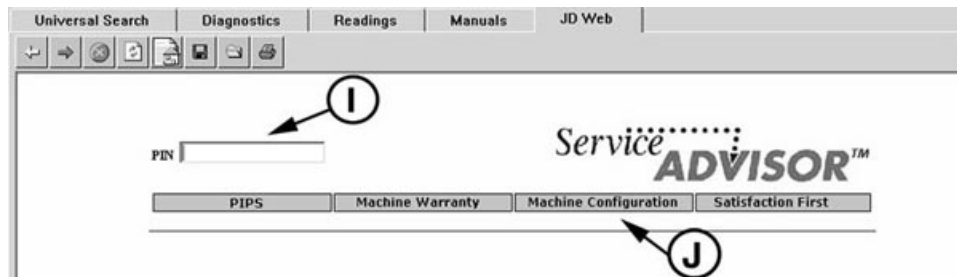 Universal Search Diagnostics Readings Manuals JD Web
I
PIN
Service
ADVISOR™
PIPS Machine Warranty Machine Configuration Satisfaction First
J